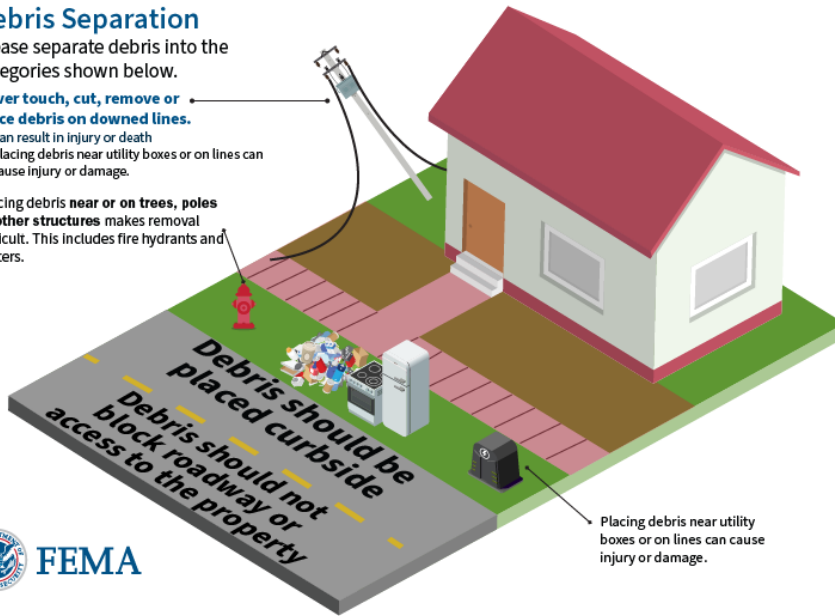 ebris Separation
ease separate debris into the
egories shown below.
ver touch, cut, remove or
ce debris on downed lines.
an result in injury or death
lacing debris near utility boxes or on lines can
ause injury or damage.
cing debris near or on trees, poles
other structures makes removal
icult. This includes fire hydrants and
ters.
Debris should be
placed curbside
Debris should not
block roadway or
access to the property
Placing debris near utility
boxes or on lines can cause
injury or damage.
FEMA